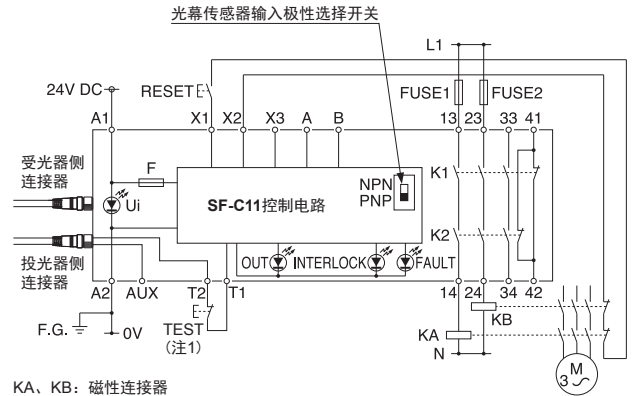 光幕传感器输入极性选择开关
L1
24V DC
RESET
FUSE1
FUSE2
A1
X1
X2
X3
A
B
13
23
33
41
受光器侧
连接器
F
NPN
PNP
K1
Ui
SF-C11控制电路
K2
投光器侧
连接器
OUT
INTERLOCK
FAULT
A2
AUX
T2
T1
14
24
34
42
F.G.
0V
TEST
(注1)
KB
KA
N
M
3
KA、KB：磁性连接器